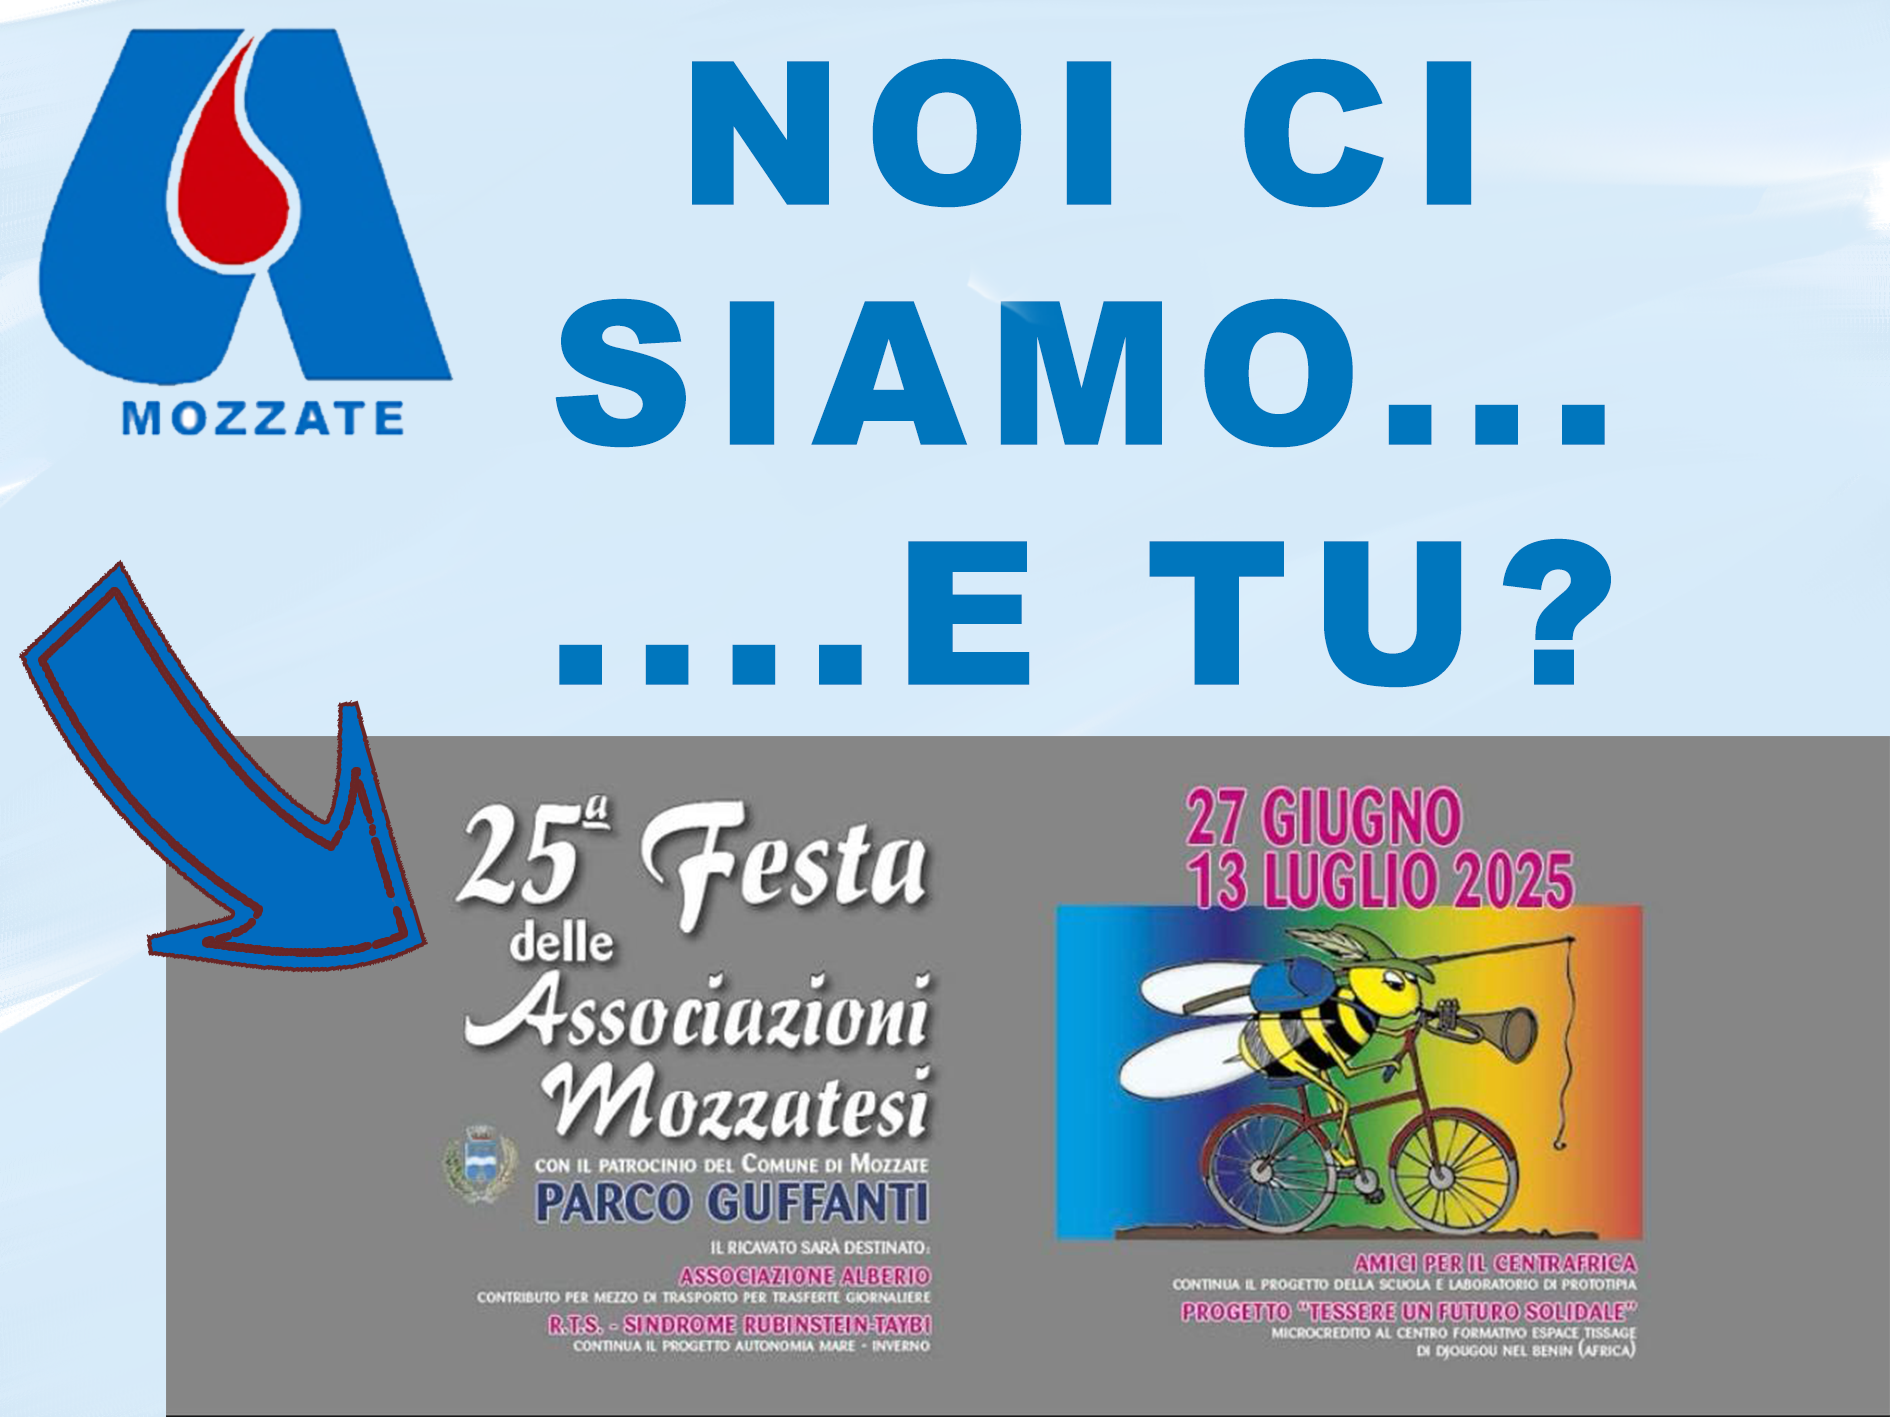 MOZZATE
NOI CI
SIAMO...
....E TU?
25ª Festa
delle
Associazioni
Mozzatesi
CON IL PATROCINIO DEL COMUNE DI MOZZATE
PARCO GUFFANTI
IL RICAVATO SARÀ DESTINATO:
ASSOCIAZIONE ALBERIO
CONTRIBUTO PER MEZZO DI TRASPORTO PER TRASFERTE GIORNALIERE
R.T.S. - SINDROME RUBINSTEIN-TAYBI
CONTINUA IL PROGETTO AUTONOMIA MARE - INVERNO
27 GIUGNO
13 LUGLIO 2025
AMICI PER IL CENTRAFRICA
CONTINUA IL PROGETTO DELLA SCUOLA E LABORATORIO DI PROTOTIPIA
PROGETTO "TESSERE UN FUTURO SOLIDALE"
MICROCREDITO AL CENTRO FORMATIVO ESPACE TISSAGE
DI DJOUGOU NEL BENIN (AFRICA)